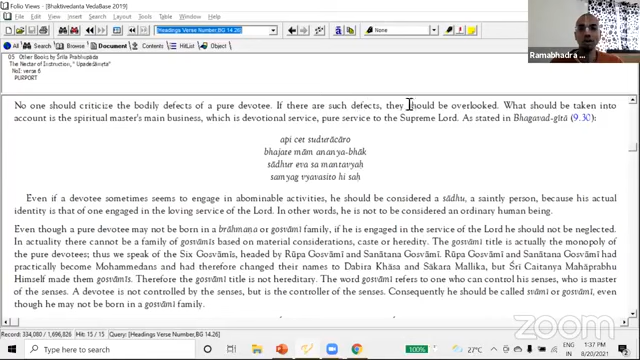 Folio Views - [Bhaktivedanta VedaBase 2019]
File Edit View Search
[Headings Verse Number,BG 14.26]
None
All Search Browse Document Contents Hit List Object
05 Other Books by Śrīla Prabhupāda
The Nectar of Instruction, "Upadeśāmṛta"
NoI: verse 6
PURPORT
No one should criticize the bodily defects of a pure devotee. If there are such defects, they should be overlooked. What should be taken into
account is the spiritual master's main business, which is devotional service, pure service to the Supreme Lord. As stated in Bhagavad-gītā (9.30):
api cet sudurācāro
bhajate mām ananya-bhāk
sādhur eva sa mantavyaḥ
samyag vyavasito hi saḥ
Even if a devotee sometimes seems to engage in abominable activities, he should be considered a sādhu, a saintly person, because his actual
identity is that of one engaged in the loving service of the Lord. In other words, he is not to be considered an ordinary human being.
Even though a pure devotee may not be born in a brāhmaṇa or gosvāmī family, if he is engaged in the service of the Lord he should not be neglected.
In actuality there cannot be a family of gosvāmīs based on material considerations, caste or heredity. The gosvāmī title is actually the monopoly of
the pure devotees; thus we speak of the Six Gosvāmīs, headed by Rūpa Gosvāmī and Sanātana Gosvāmī. Rūpa Gosvāmī and Sanātana Gosvāmī had
practically become Mohammedans and had therefore changed their names to Dabira Khāsa and Sākara Mallika, but Śrī Caitanya Mahāprabhu
Himself made them gosvāmīs. Therefore the gosvāmī title is not hereditary. The word gosvāmī refers to one who can control his senses, who is master
of the senses. A devotee is not controlled by the senses, but is the controller of the senses. Consequently he should be called svāmī or gosvāmī, even
though he may not be born in a gosvāmī family.
Record: 334,080 / 1,696,826 Hit: 15 / 15 Query: [Headings Verse Number,BG 14.26]
Type here to search
100%
27°C
ENG
1:37 PM
8/20/2021
zoom
Ramabhadra